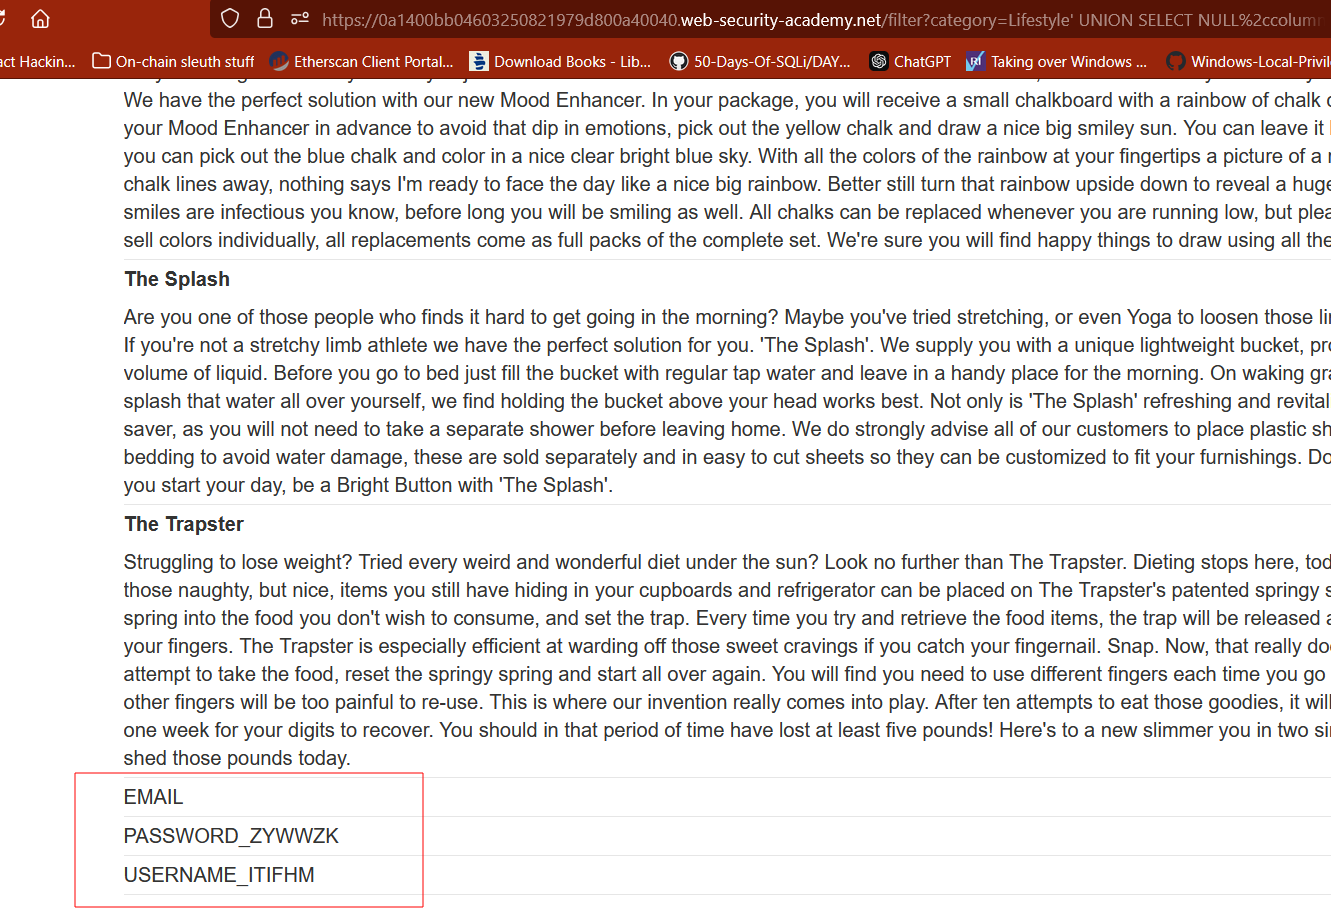 https://0a1400bb04603250821979d800a40040.web-security-academy.net/filter?category=Lifestyle' UNION SELECT NULL%2ccolumn
act Hackin... On-chain sleuth stuff Etherscan Client Portal... Download Books - Lib... 50-Days-Of-SQLi/DAY... ChatGPT Taking over Windows ... Windows-Local-Privil
We have the perfect solution with our new Mood Enhancer. In your package, you will receive a small chalkboard with a rainbow of chalk
your Mood Enhancer in advance to avoid that dip in emotions, pick out the yellow chalk and draw a nice big smiley sun. You can leave it
you can pick out the blue chalk and color in a nice clear bright blue sky. With all the colors of the rainbow at your fingertips a picture of a
chalk lines away, nothing says I'm ready to face the day like a nice big rainbow. Better still turn that rainbow upside down to reveal a huge
smiles are infectious you know, before long you will be smiling as well. All chalks can be replaced whenever you are running low, but plea
sell colors individually, all replacements come as full packs of the complete set. We're sure you will find happy things to draw using all the
The Splash
Are you one of those people who finds it hard to get going in the morning? Maybe you've tried stretching, or even Yoga to loosen those
If you're not a stretchy limb athlete we have the perfect solution for you. 'The Splash'. We supply you with a unique lightweight bucket, pro
volume of liquid. Before you go to bed just fill the bucket with regular tap water and leave in a handy place for the morning. On waking gra
splash that water all over yourself, we find holding the bucket above your head works best. Not only is 'The Splash' refreshing and revital
saver, as you will not need to take a separate shower before leaving home. We do strongly advise all of our customers to place plastic sh
bedding to avoid water damage, these are sold separately and in easy to cut sheets so they can be customized to fit your furnishings. Do
you start your day, be a Bright Button with 'The Splash'.
The Trapster
Struggling to lose weight? Tried every weird and wonderful diet under the sun? Look no further than The Trapster. Dieting stops here, tod
those naughty, but nice, items you still have hiding in your cupboards and refrigerator can be placed on The Trapster's patented springy s
spring into the food you don't wish to consume, and set the trap. Every time you try and retrieve the food items, the trap will be released a
your fingers. The Trapster is especially efficient at warding off those sweet cravings if you catch your fingernail. Snap. Now, that really do
attempt to take the food, reset the springy spring and start all over again. You will find you need to use different fingers each time you go
other fingers will be too painful to re-use. This is where our invention really comes into play. After ten attempts to eat those goodies, it wil
one week for your digits to recover. You should in that period of time have lost at least five pounds! Here's to a new slimmer you in two si
shed those pounds today.
EMAIL
PASSWORD_ZYWWZK
USERNAME_ITIFHM